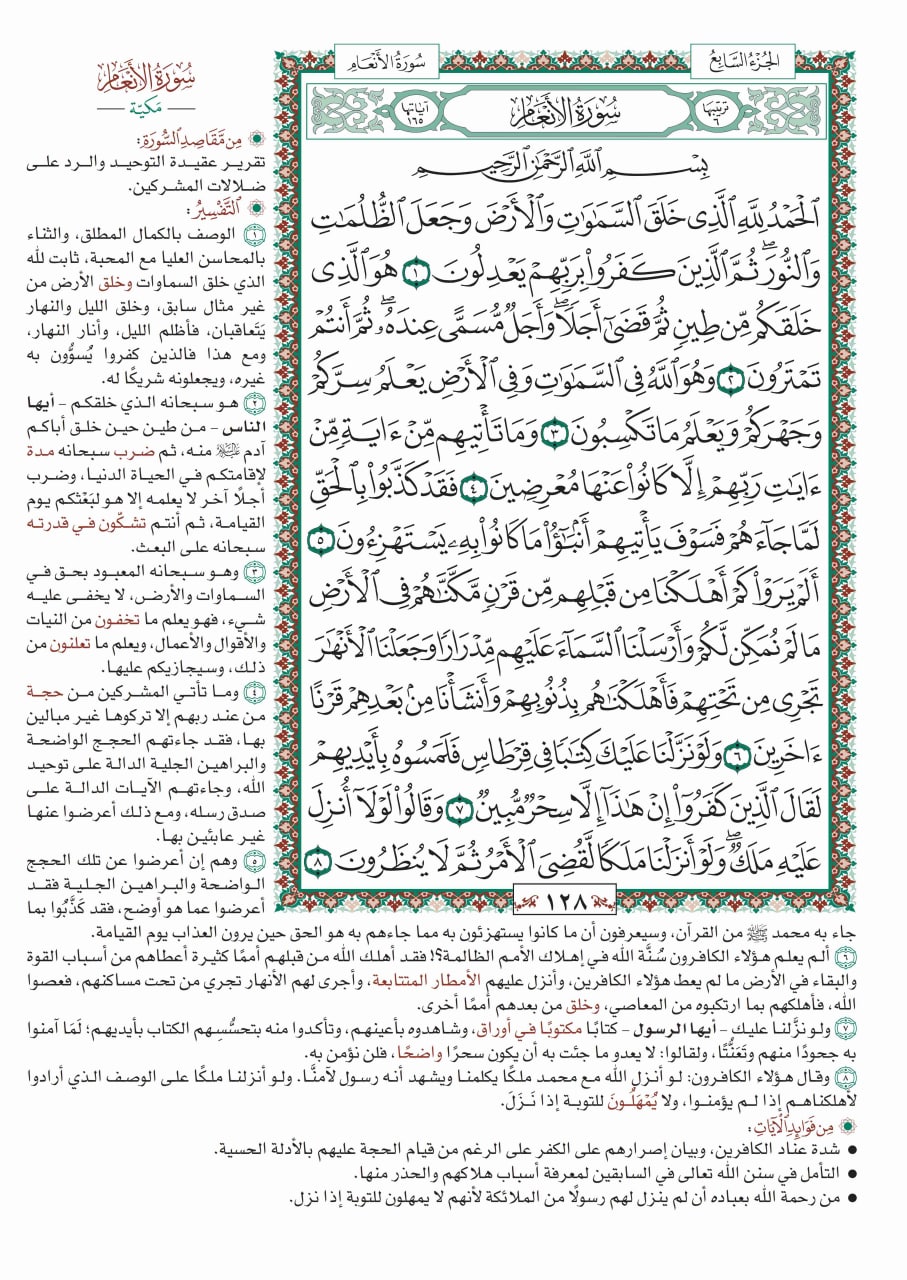 الجُزْءُ السَّابِعُ
سُورَةُ الأَنْعَامِ
تَرتيبُهَا ٦
سُورَةُ الأَنْعَامِ
آيَاتُهَا ١٦٥
بِسْمِ ٱللَّهِ ٱلرَّحْمَٰنِ ٱلرَّحِيمِ
ٱلْحَمْدُ لِلَّهِ ٱلَّذِى خَلَقَ ٱلسَّمَٰوَٰتِ وَٱلْأَرْضَ وَجَعَلَ ٱلظُّلُمَٰتِ
وَٱلنُّورَ ۖ ثُمَّ ٱلَّذِينَ كَفَرُوا۟ بِرَبِّهِمْ يَعْدِلُونَ ١ هُوَ ٱلَّذِى
خَلَقَكُم مِّن طِينٍ ثُمَّ قَضَىٰٓ أَجَلًا ۖ وَأَجَلٌ مُّسَمًّى عِندَهُۥ ۖ ثُمَّ أَنتُمْ
تَمْتَرُونَ ٢ وَهُوَ ٱللَّهُ فِى ٱلسَّمَٰوَٰتِ وَفِى ٱلْأَرْضِ يَعْلَمُ سِرَّكُمْ
وَجَهْرَكُمْ وَيَعْلَمُ مَا تَكْسِبُونَ ٣ وَمَا تَأْتِيهِم مِّنْ ءَايَةٍ مِّنْ
ءَايَٰتِ رَبِّهِمْ إِلَّا كَانُوا۟ عَنْهَا مُعْرِضِينَ ٤ فَقَدْ كَذَّبُوا۟ بِٱلْحَقِّ
لَمَّا جَآءَهُمْ فَسَوْفَ يَأْتِيهِمْ أَنۢبَٰٓؤُا۟ مَا كَانُوا۟ بِهِۦ يَسْتَهْزِءُونَ ٥
أَلَمْ يَرَوْا۟ كَمْ أَهْلَكْنَا مِن قَبْلِهِم مِّن قَرْنٍ مَّكَّنَّٰهُمْ فِى ٱلْأَرْضِ
مَا لَمْ نُمَكِّن لَّكُمْ وَأَرْسَلْنَا ٱلسَّمَآءَ عَلَيْهِم مِّدْرَارًا وَجَعَلْنَا ٱلْأَنْهَٰرَ
تَجْرِى مِن تَحْتِهِمْ فَأَهْلَكْنَٰهُم بِذُنُوبِهِمْ وَأَنشَأْنَا مِنۢ بَعْدِهِمْ قَرْنًا
ءَاخَرِينَ ٦ وَلَوْ نَزَّلْنَا عَلَيْكَ كِتَٰبًا فِى قِرْطَاسٍ فَلَمَسُوهُ بِأَيْدِيهِمْ
لَقَالَ ٱلَّذِينَ كَفَرُوٓا۟ إِنْ هَٰذَآ إِلَّا سِحْرٌ مُّبِينٌ ٧ وَقَالُوا۟ لَوْلَآ أُنزِلَ
عَلَيْهِ مَلَكٌ ۖ وَلَوْ أَنزَلْنَا مَلَكًا لَّقُضِىَ ٱلْأَمْرُ ثُمَّ لَا يُنظَرُونَ ٨
١٢٨
سُورَةُ الأَنْعَامِ
مَكيّة
مِن مَّقَاصِدِ السُّورَةِ:
تقرير عقيدة التوحيد والرد على
ضلالات المشركين.
التَّفْسِيرُ:
١ الوصف بالكمال المطلق، والثناء
بالمحاسن العليا مع المحبة، ثابت لله
الذي خلق السماوات وخلق الأرض من
غير مثال سابق، وخلق الليل والنهار
يَتَعاقبان، فأظلم الليل، وأنار النهار،
ومع هذا فالذين كفروا يُسوُّون به
غيره، ويجعلونه شريكًا له.
٢ هو سبحانه الذي خلقكم – أيها
الناس – من طين حين خلق أباكم
آدم ﷺ منه، ثم ضرب سبحانه مدة
لإقامتكم في الحياة الدنيا، وضرب
أجلًا آخر لا يعلمه إلا هو لبَعْثكم يوم
القيامة، ثم أنتم تشكّون في قدرته
سبحانه على البعث.
٣ وهو سبحانه المعبود بحق في
السماوات والأرض، لا يخفى عليه
شيء، فهو يعلم ما تخفون من النيات
والأقوال والأعمال، ويعلم ما تعلنون من
ذلك، وسيجازيكم عليها.
٤ وما تأتي المشركين من حجة
من عند ربهم إلا تركوها غير مبالين
بها، فقد جاءتهم الحجج الواضحة
والبراهين الجلية الدالة على توحيد
الله، وجاءتهم الآيات الدالة على
صدق رسله، ومع ذلك أعرضوا عنها
غير عابئين بها.
٥ وهم إن أعرضوا عن تلك الحجج
الواضحة والبراهين الجلية فقد
أعرضوا عما هو أوضح، فقد كَذَّبُوا بما
جاء به محمد ﷺ من القرآن، وسيعرفون أن ما كانوا يستهزئون به مما جاءهم به هو الحق حين يرون العذاب يوم القيامة.
٦ ألم يعلم هؤلاء الكافرون سُنَّة الله في إهلاك الأمم الظالمة؟! فقد أهلك الله من قبلهم أممًا كثيرة أعطاهم من أسباب القوة
والبقاء في الأرض ما لم يعط هؤلاء الكافرين، وأنزل عليهم الأمطار المتتابعة، وأجرى لهم الأنهار تجري من تحت مساكنهم، فعصوا
الله، فأهلكهم بما ارتكبوه من المعاصي، وخلق من بعدهم أممًا أخرى.
٧ ولو نزَّلنا عليك – أيها الرسول – كتابًا مكتوبًا في أوراق، وشاهدوه بأعينهم، وتأكدوا منه بتحسُّسِهم الكتاب بأيديهم؛ لَمَا آمنوا
به جحودًا منهم وتَعَنُّتًا، ولقالوا: لا يعدو ما جئت به أن يكون سحرًا واضحًا، فلن نؤمن به.
٨ وقال هؤلاء الكافرون: لو أنزل الله مع محمد ملكًا يكلمنا ويشهد أنه رسول لآمنَّا. ولو أنزلنا ملكًا على الوصف الذي أرادوا
لأهلكناهم إذا لم يؤمنوا، ولا يُمْهَلُونَ للتوبة إذا نَزَلَ.
مِن فَوَابِدِ الْآيَاتِ:
● شدة عناد الكافرين، وبيان إصرارهم على الكفر على الرغم من قيام الحجة عليهم بالأدلة الحسية.
● التأمل في سنن الله تعالى في السابقين لمعرفة أسباب هلاكهم والحذر منها.
● من رحمة الله بعباده أن لم ينزل لهم رسولًا من الملائكة لأنهم لا يمهلون للتوبة إذا نزل.